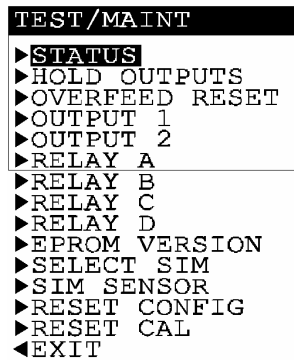 TEST/MAINT
▶STATUS
▶HOLD OUTPUTS
▶OVERFEED RESET
▶OUTPUT 1
▶OUTPUT 2
▶RELAY A
▶RELAY B
▶RELAY C
▶RELAY D
▶EPROM VERSION
▶SELECT SIM
▶SIM SENSOR
▶RESET CONFIG
▶RESET CAL
◀EXIT